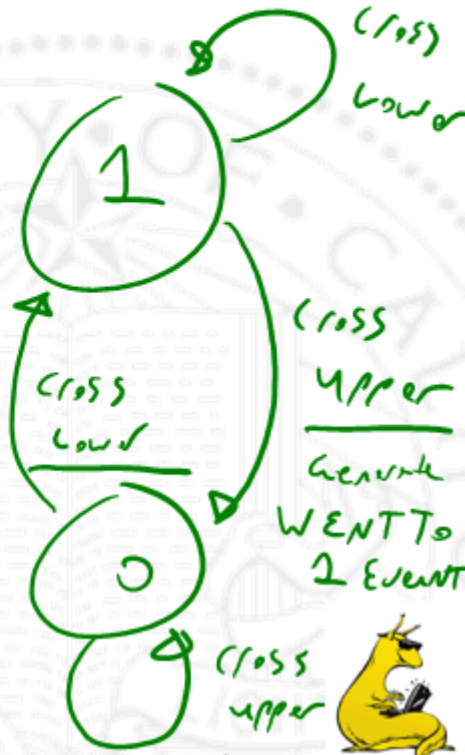 Cross
Lower
1
Cross
upper
Generate
WENT To
1 EVENT
Cross
Lower
0
Cross
upper